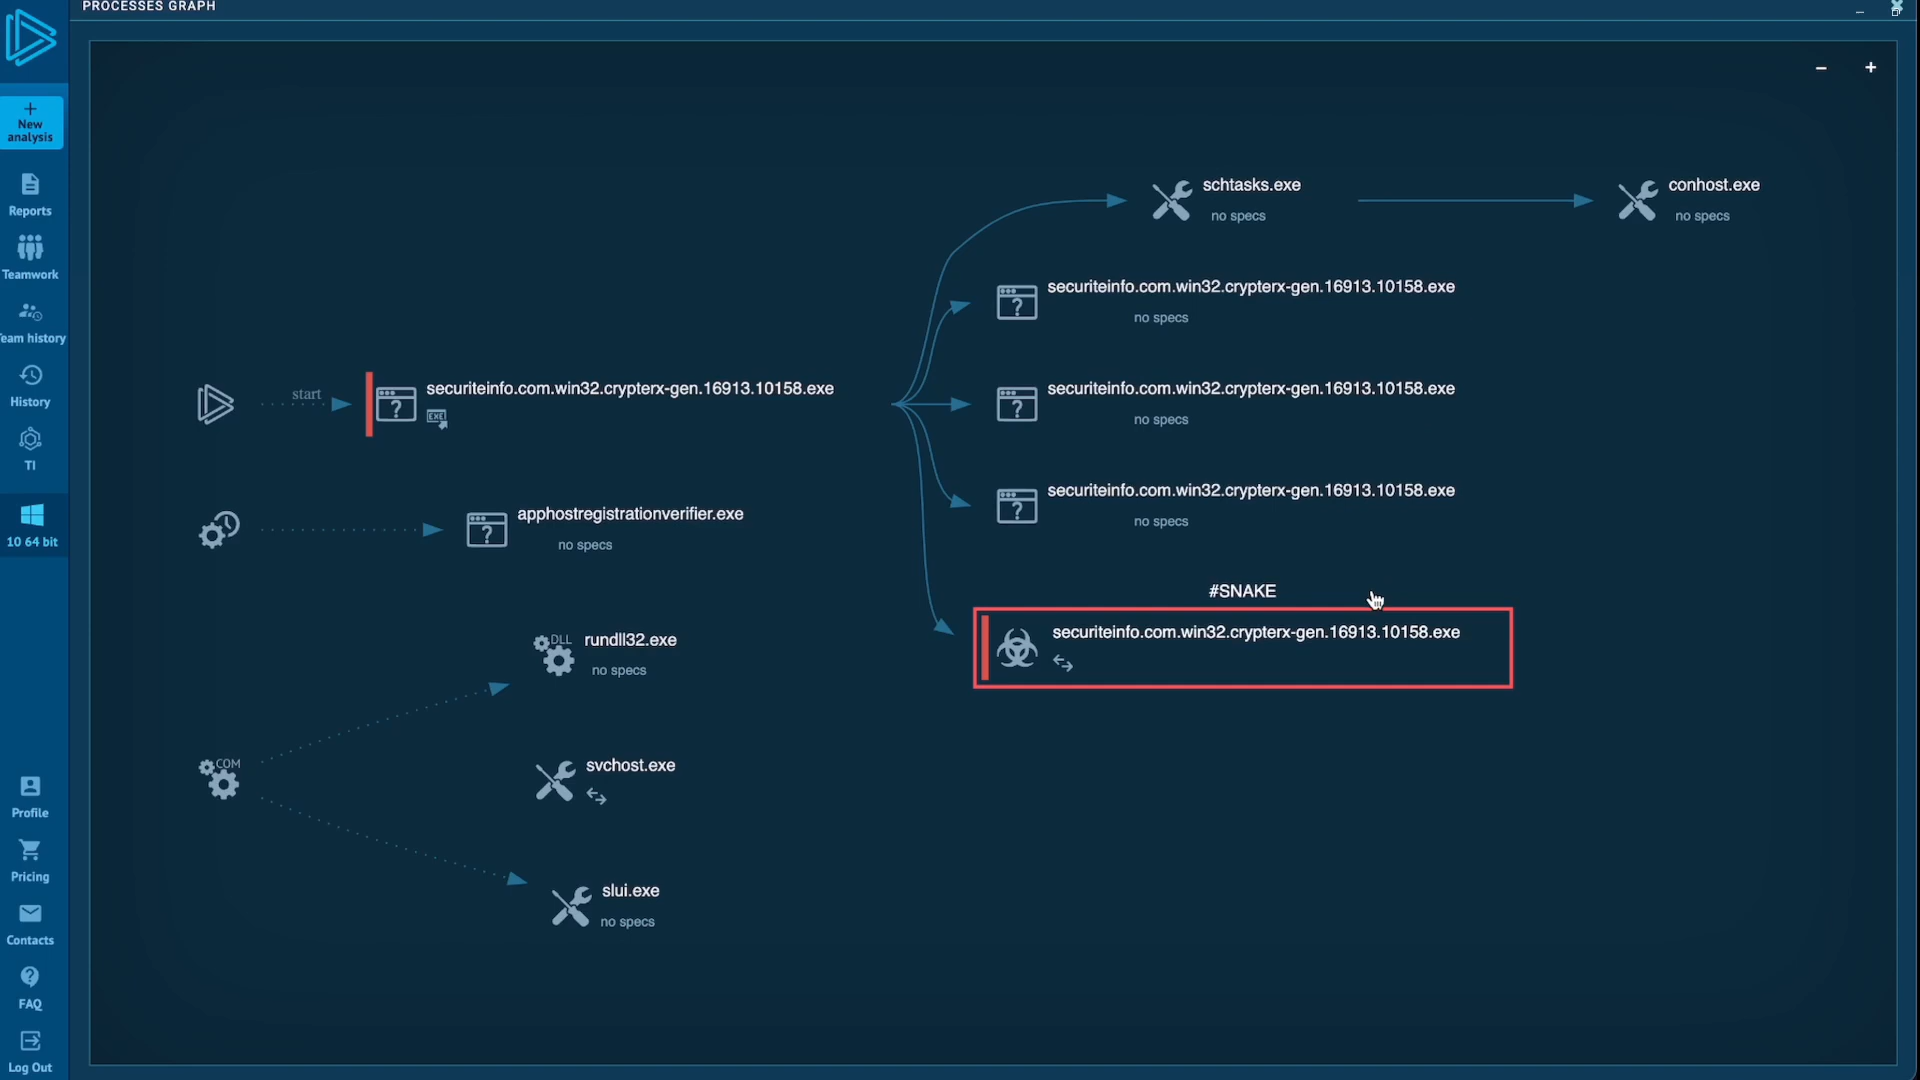 PROCESSES GRAPH
+
New
analysis
Reports
Teamwork
Team history
History
TI
10 64 bit
Profile
Pricing
Contacts
FAQ
Log Out
− +
start
securiteinfo.com.win32.crypterx-gen.16913.10158.exe
EXE
apphostregistrationverifier.exe
no specs
DLL
rundll32.exe
no specs
COM
svchost.exe
slui.exe
no specs
schtasks.exe
no specs
conhost.exe
no specs
securiteinfo.com.win32.crypterx-gen.16913.10158.exe
no specs
securiteinfo.com.win32.crypterx-gen.16913.10158.exe
no specs
securiteinfo.com.win32.crypterx-gen.16913.10158.exe
no specs
#SNAKE
securiteinfo.com.win32.crypterx-gen.16913.10158.exe